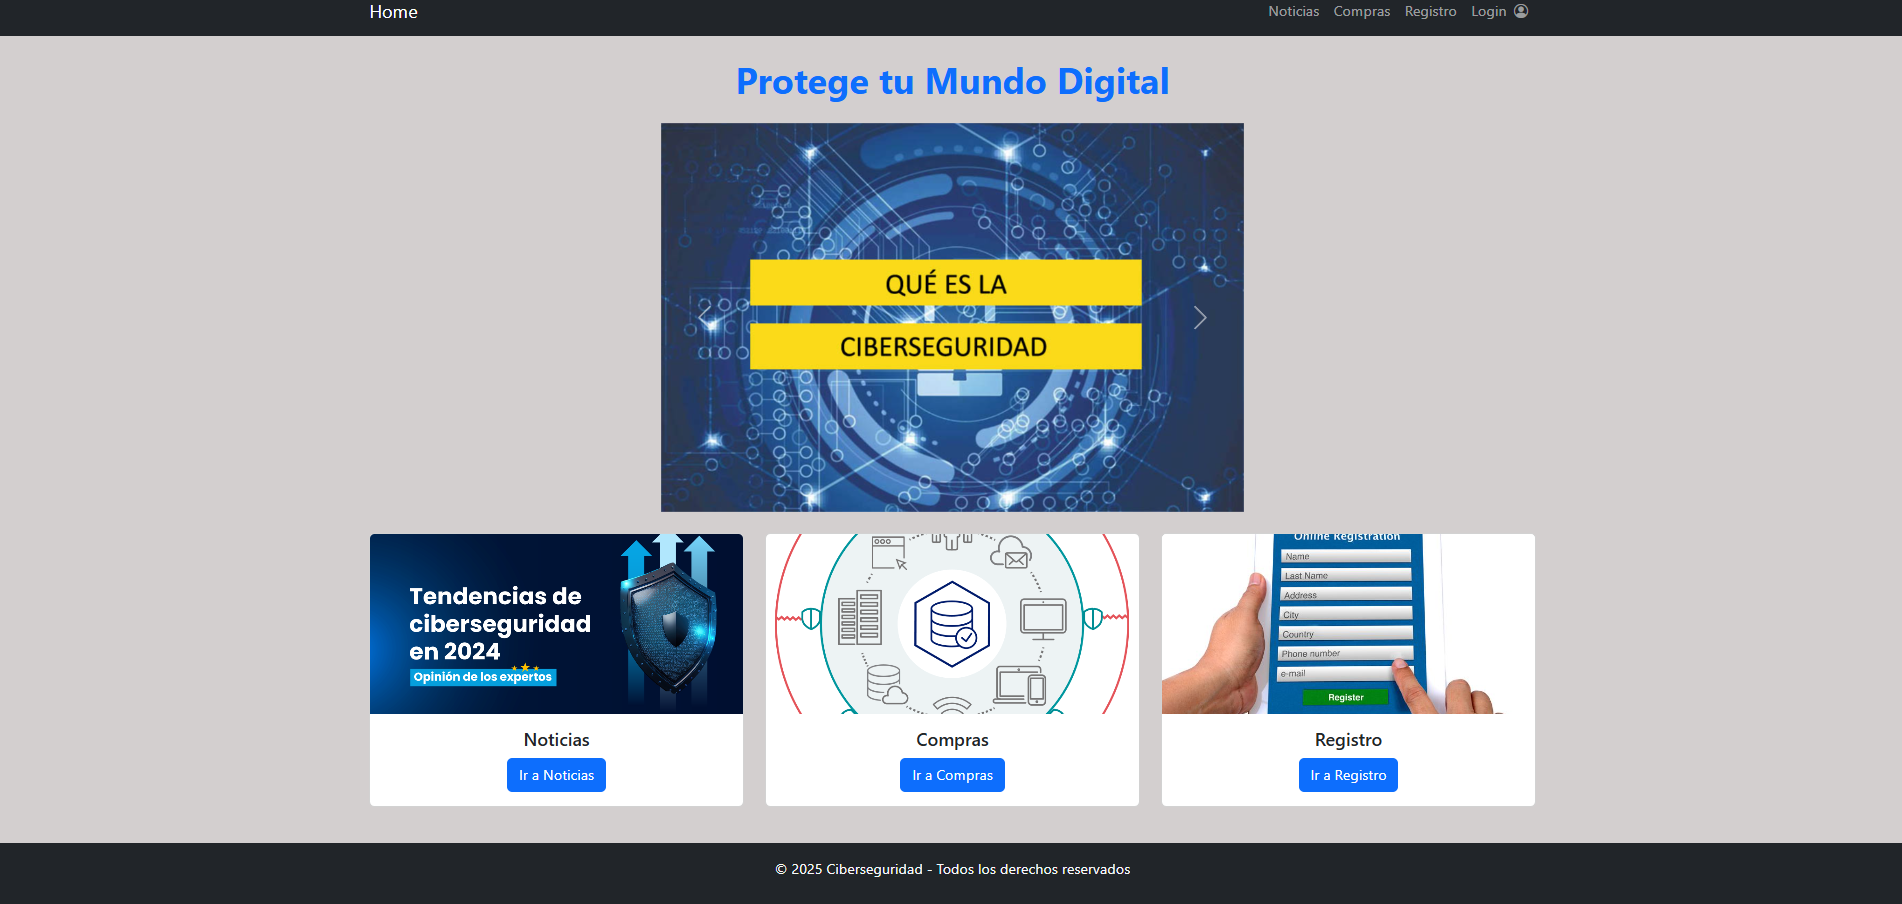 Home
Noticias Compras Registro Login
Protege tu Mundo Digital
QUÉ ES LA
CIBERSEGURIDAD
Tendencias de
ciberseguridad
en 2024
Opinión de los expertos
Online Registration
Name
Last Name
Address
City
Country
Phone number
e-mail
Register
Noticias
Ir a Noticias
Compras
Ir a Compras
Registro
Ir a Registro
© 2025 Ciberseguridad - Todos los derechos reservados